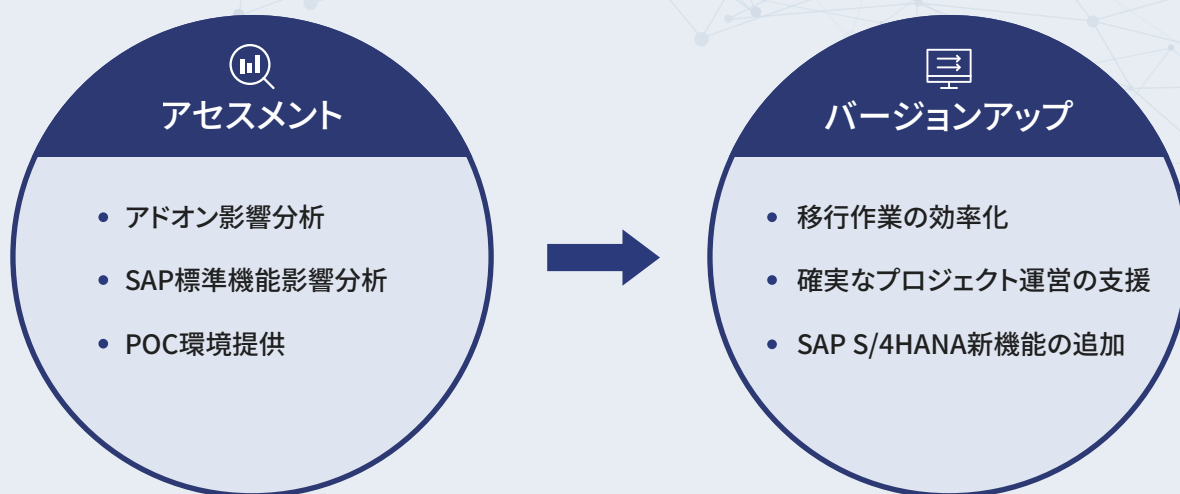 アセスメント
アドオン影響分析
SAP標準機能影響分析
POC環境提供
バージョンアップ
移行作業の効率化
確実なプロジェクト運営の支援
SAP S/4HANA新機能の追加